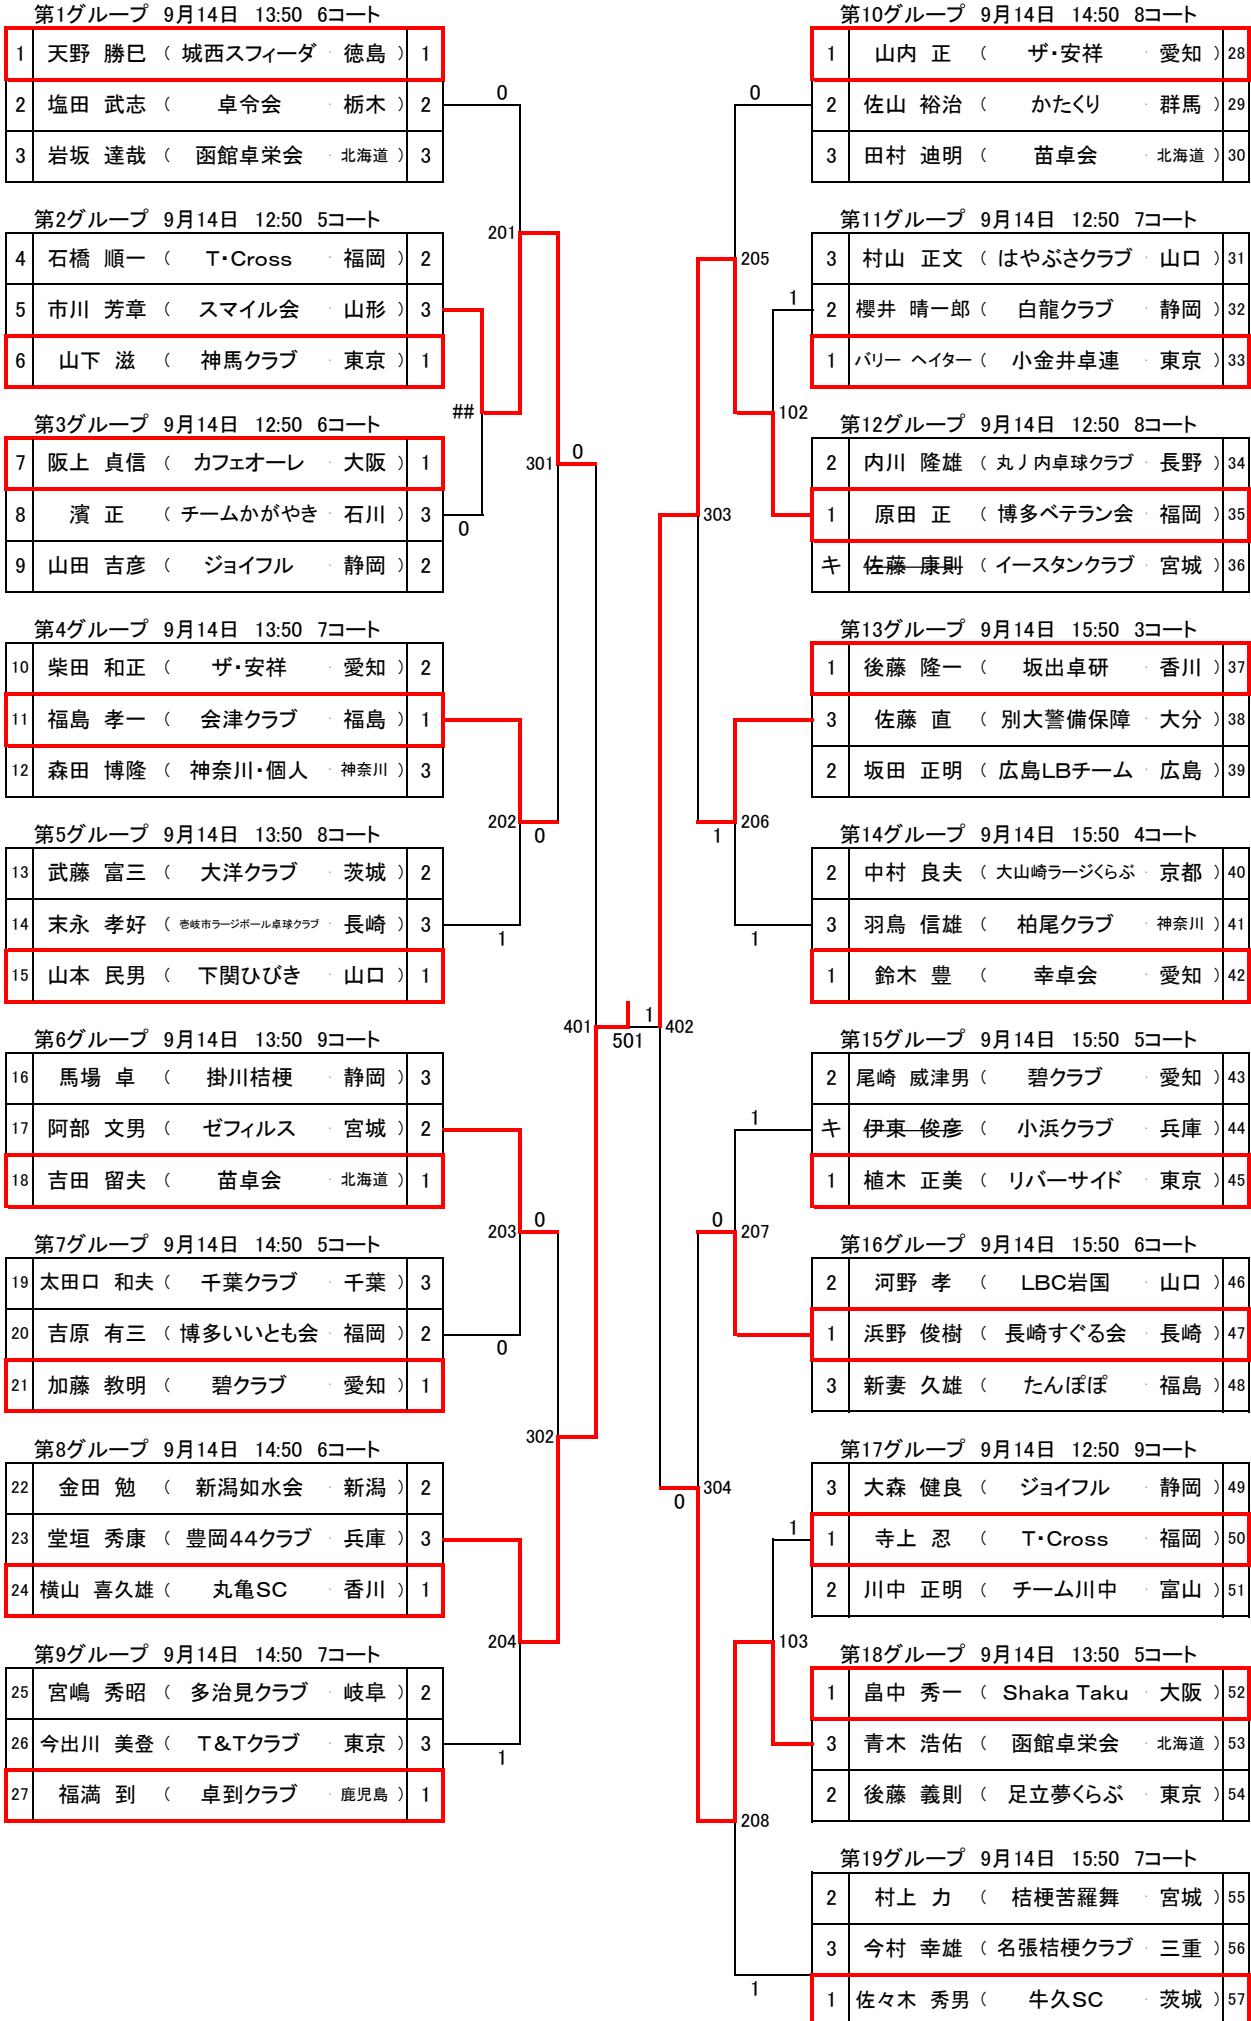 第1グループ 9月14日 13:50 6コート
1 天野 勝巳 ( 城西スフィーダ ・ 徳島 ) 1
2 塩田 武志 ( 卓令会 ・ 栃木 ) 2
3 岩坂 達哉 ( 函館卓栄会 ・ 北海道 ) 3
0
第2グループ 9月14日 12:50 5コート
201
4 石橋 順一 ( T・Cross ・ 福岡 ) 2
5 市川 芳章 ( スマイル会 ・ 山形 ) 3
6 山下 滋 ( 神馬クラブ ・ 東京 ) 1
##
第3グループ 9月14日 12:50 6コート
7 阪上 貞信 ( カフェオーレ ・ 大阪 ) 1
301 0
8 濱 正 ( チームかがやき ・ 石川 ) 3
0
9 山田 吉彦 ( ジョイフル ・ 静岡 ) 2
第4グループ 9月14日 13:50 7コート
10 柴田 和正 ( ザ・安祥 ・ 愛知 ) 2
11 福島 孝一 ( 会津クラブ ・ 福島 ) 1
12 森田 博隆 ( 神奈川・個人 ・ 神奈川 ) 3
202 0
第5グループ 9月14日 13:50 8コート
13 武藤 富三 ( 大洋クラブ ・ 茨城 ) 2
14 末永 孝好 ( 壱岐市ラージボール卓球クラブ ・ 長崎 ) 3
1
15 山本 民男 ( 下関ひびき ・ 山口 ) 1
401 501 1 402
第6グループ 9月14日 13:50 9コート
16 馬場 卓 ( 掛川桔梗 ・ 静岡 ) 3
17 阿部 文男 ( ゼフィルス ・ 宮城 ) 2
18 吉田 留夫 ( 苗卓会 ・ 北海道 ) 1
203 0
第7グループ 9月14日 14:50 5コート
19 太田口 和夫 ( 千葉クラブ ・ 千葉 ) 3
20 吉原 有三 ( 博多いいとも会 ・ 福岡 ) 2
0
21 加藤 教明 ( 碧クラブ ・ 愛知 ) 1
302
第8グループ 9月14日 14:50 6コート
22 金田 勉 ( 新潟如水会 ・ 新潟 ) 2
23 堂垣 秀康 ( 豊岡44クラブ ・ 兵庫 ) 3
24 横山 喜久雄 ( 丸亀SC ・ 香川 ) 1
204
第9グループ 9月14日 14:50 7コート
25 宮嶋 秀昭 ( 多治見クラブ ・ 岐阜 ) 2
26 今出川 美登 ( T&Tクラブ ・ 東京 ) 3
1
27 福満 到 ( 卓到クラブ ・ 鹿児島 ) 1
第10グループ 9月14日 14:50 8コート
1 山内 正 ( ザ・安祥 ・ 愛知 ) 28
0
2 佐山 裕治 ( かたくり ・ 群馬 ) 29
3 田村 迪明 ( 苗卓会 ・ 北海道 ) 30
第11グループ 9月14日 12:50 7コート
205
3 村山 正文 ( はやぶさクラブ ・ 山口 ) 31
1
2 櫻井 晴一郎 ( 白龍クラブ ・ 静岡 ) 32
1 バリー ヘイター ( 小金井卓連 ・ 東京 ) 33
102
第12グループ 9月14日 12:50 8コート
2 内川 隆雄 ( 丸ノ内卓球クラブ ・ 長野 ) 34
303
1 原田 正 ( 博多ベテラン会 ・ 福岡 ) 35
キ 佐藤 康則 ( イースタンクラブ ・ 宮城 ) 36
第13グループ 9月14日 15:50 3コート
1 後藤 隆一 ( 坂出卓研 ・ 香川 ) 37
3 佐藤 直 ( 別大警備保障 ・ 大分 ) 38
2 坂田 正明 ( 広島LBチーム ・ 広島 ) 39
1 206
第14グループ 9月14日 15:50 4コート
2 中村 良夫 ( 大山崎ラージくらぶ ・ 京都 ) 40
3 羽鳥 信雄 ( 柏尾クラブ ・ 神奈川 ) 41
1
1 鈴木 豊 ( 幸卓会 ・ 愛知 ) 42
第15グループ 9月14日 15:50 5コート
2 尾崎 威津男 ( 碧クラブ ・ 愛知 ) 43
1
キ 伊東 俊彦 ( 小浜クラブ ・ 兵庫 ) 44
1 植木 正美 ( リバーサイド ・ 東京 ) 45
0 207
第16グループ 9月14日 15:50 6コート
2 河野 孝 ( LBC岩国 ・ 山口 ) 46
1 浜野 俊樹 ( 長崎すぐる会 ・ 長崎 ) 47
3 新妻 久雄 ( たんぽぽ ・ 福島 ) 48
第17グループ 9月14日 12:50 9コート
0 304
3 大森 健良 ( ジョイフル ・ 静岡 ) 49
1
1 寺上 忍 ( T・Cross ・ 福岡 ) 50
2 川中 正明 ( チーム川中 ・ 富山 ) 51
103
第18グループ 9月14日 13:50 5コート
1 畠中 秀一 ( Shaka Taku ・ 大阪 ) 52
3 青木 浩佑 ( 函館卓栄会 ・ 北海道 ) 53
2 後藤 義則 ( 足立夢くらぶ ・ 東京 ) 54
208
第19グループ 9月14日 15:50 7コート
2 村上 力 ( 桔梗苦羅舞 ・ 宮城 ) 55
3 今村 幸雄 ( 名張桔梗クラブ ・ 三重 ) 56
1
1 佐々木 秀男 ( 牛久SC ・ 茨城 ) 57